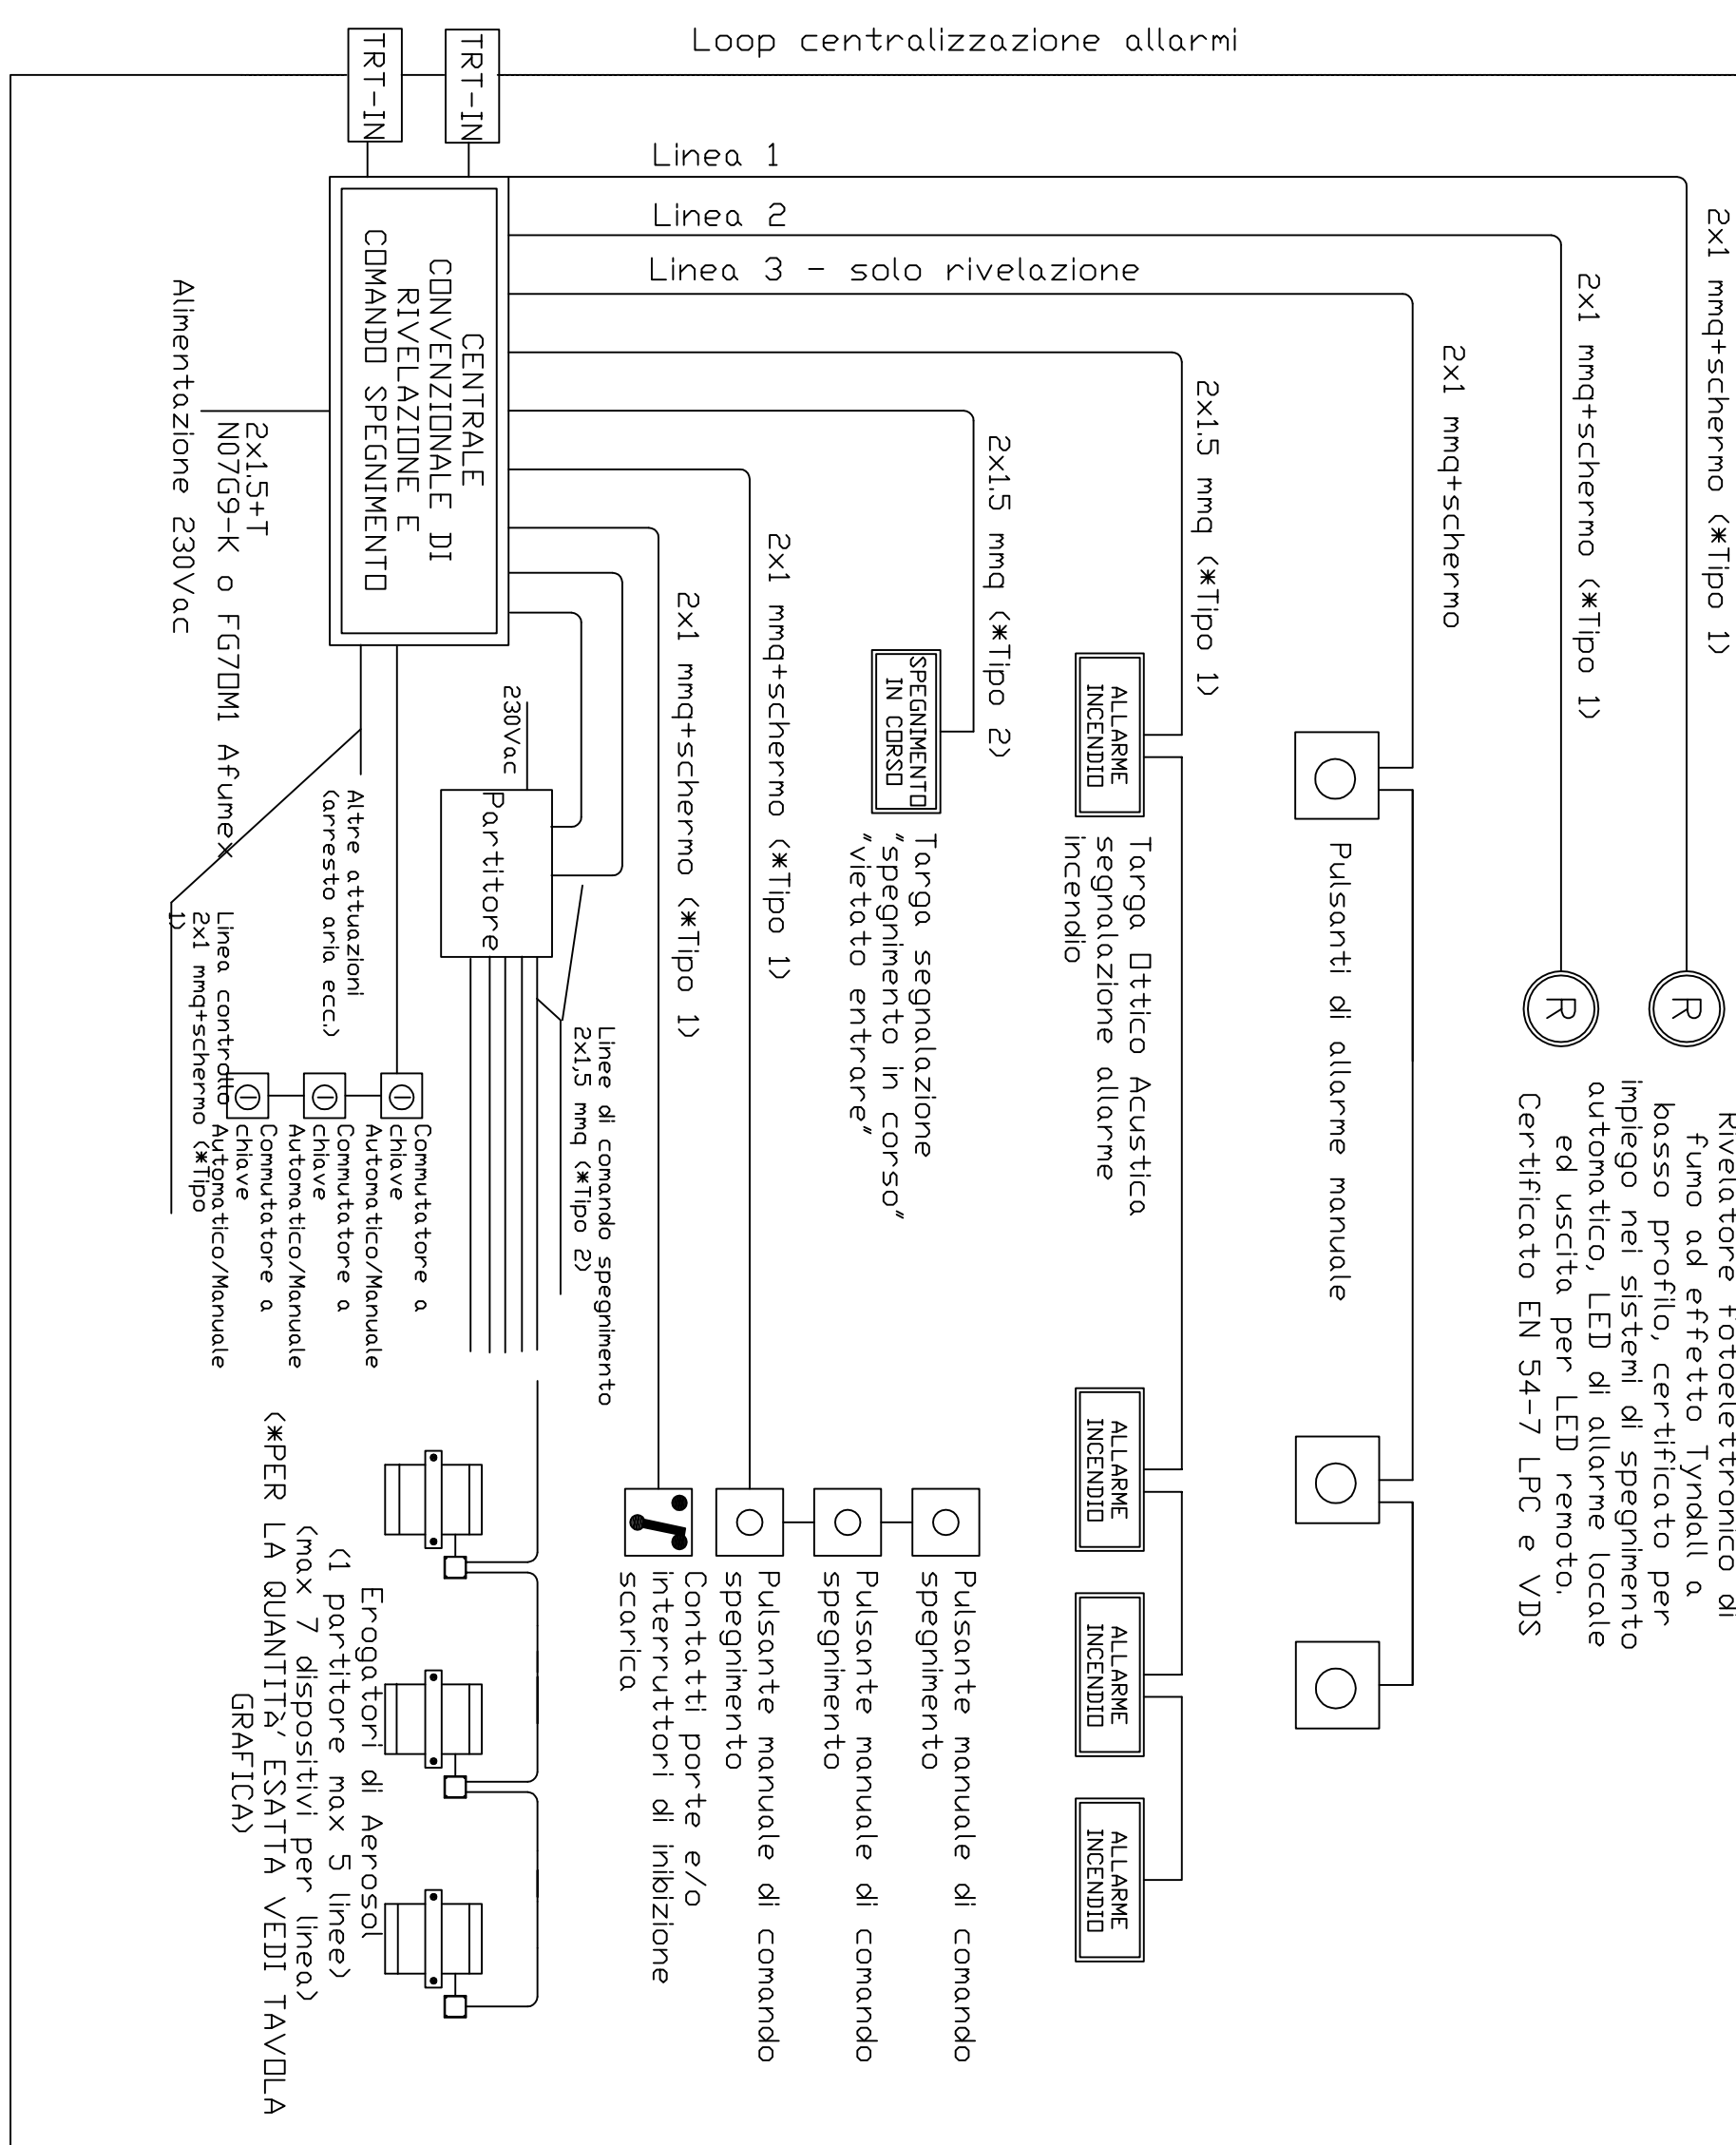 Loop centralizzazione allarmi
TRT-IN
TRT-IN
Linea 1
Linea 2
Linea 3 - solo rivelazione
CENTRALE
CONVENZIONALE DI
RIVELAZIONE E
COMANDO SPEGNIMENTO
2x1 mmq+schermo (*Tipo 1)
2x1 mmq+schermo (*Tipo 1)
2x1 mmq+schermo
2x1,5 mmq (*Tipo 1)
2x1,5 mmq (*Tipo 2)
2x1 mmq+schermo (*Tipo 1)
2x1 mmq+schermo (*Tipo 1)
2x1,5+T
N07G9-K o FG7OM1 Afumex
Alimentazione 230Vac
R
R
Rivelatore fotoelettronico di
fumo ad effetto Tyndall a
basso profilo, certificato per
impiego nei sistemi di spegnimento
automatico, LED di allarme locale
ed uscita per LED remoto.
Certificato EN 54-7 LPC e VDS
Pulsanti di allarme manuale
ALLARME
INCENDIO
Targa Ottico Acustica
segnalazione allarme
incendio
ALLARME
INCENDIO
ALLARME
INCENDIO
ALLARME
INCENDIO
SPEGNIMENTO
IN CORSO
Targa segnalazione
"spegnimento in corso"
"vietato entrare"
Pulsante manuale di comando
spegnimento
Pulsante manuale di comando
spegnimento
Pulsante manuale di comando
spegnimento
Contatti porte e/o
interruttori di inibizione
scarica
230Vac
Partitore
Linee di comando spegnimento
2x1,5 mmq (*Tipo 2)
Altre attuazioni
(arresto aria ecc.)
Linea controllo
2x1 mmq+schermo (*Tipo
1)
Commutatore a
chiave
Automatico/Manuale
Commutatore a
chiave
Automatico/Manuale
Commutatore a
chiave
Automatico/Manuale
Erogatori di Aerosol
(1 partitore max 5 linee)
(max 7 dispositivi per linea)
(*PER LA QUANTITÀ' ESATTA VEDI TAVOLA
GRAFICA)